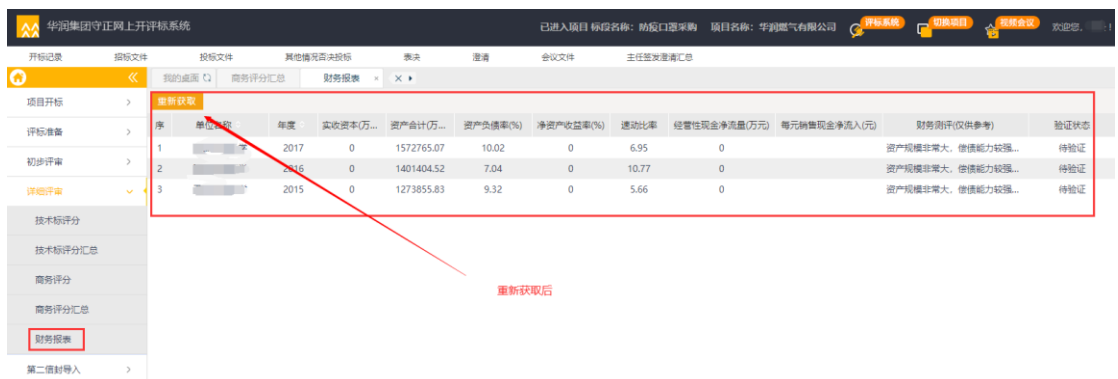 华润集团守正网上开评标系统 已进入项目 标段名称：防疫口罩采购 项目名称：华润燃气有限公司 评标系统 切换项目 视频会议 欢迎您，
开标记录 招标文件 投标文件 其他情况否决投标 表决 澄清 会议文件 主任签发澄清汇总
我的桌面 商务评分汇总 财务报表 ×
项目开标
评标准备
初步评审
详细评审
技术标评分
技术标评分汇总
商务评分
商务评分汇总
财务报表
第二信封导入
重新获取
序 单位名称 年度 实收资本(万... 资产合计(万... 资产负债率(%) 净资产收益率(%) 速动比率 经营性现金净流量(万元) 每元销售现金净流入(元) 财务测评(仅供参考) 验证状态
1 2017 0 1572765.07 10.02 0 6.95 0 资产规模非常大，偿债能力较强... 待验证
2 2016 0 1401404.52 7.04 0 10.77 0 资产规模非常大，偿债能力较强... 待验证
3 2015 0 1273855.83 9.32 0 5.66 0 资产规模非常大，偿债能力较强... 待验证
重新获取后